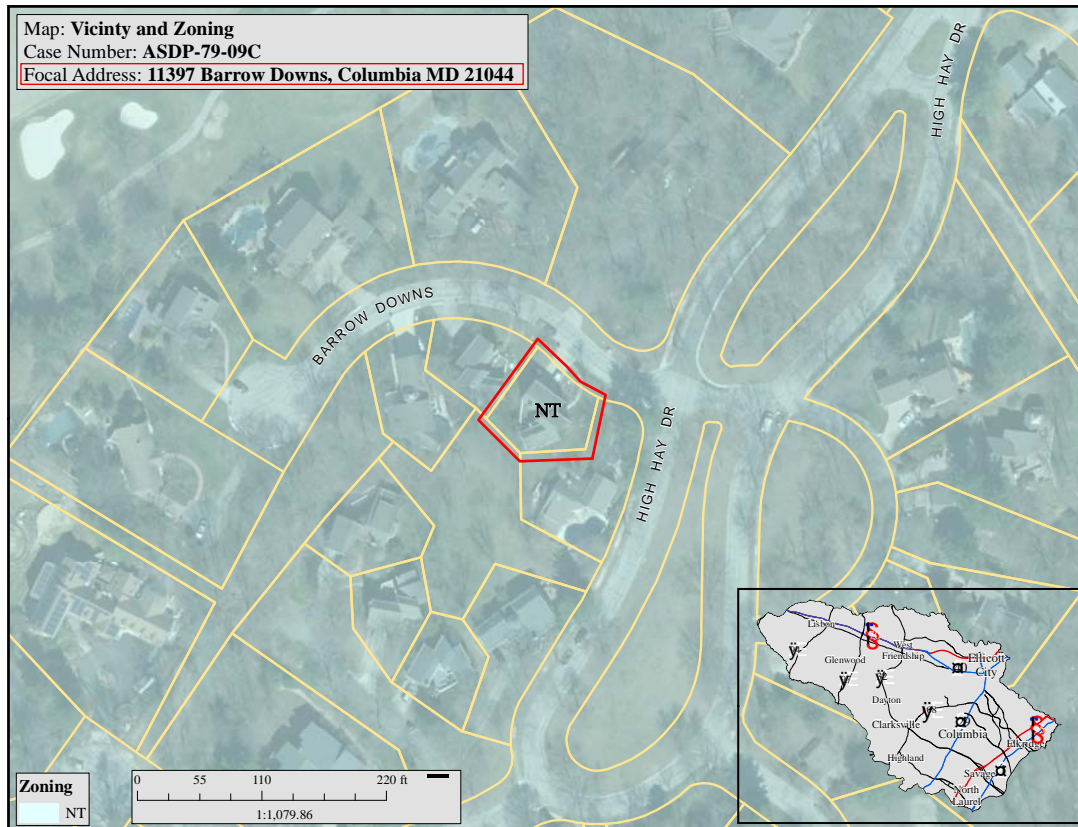 Map: Vicinty and Zoning
Case Number: ASDP-79-09C
Focal Address: 11397 Barrow Downs, Columbia MD 21044
HIGH HAY DR
BARROW DOWNS
NT
HIGH HAY DR
Zoning
NT
0 55 110 220 ft
1:1,079.86
Lisbon
West
Friendship
Glenwood
Ellicott
City
Dayton
Clarksville
Columbia
Elkridge
Highland
Savage
North
Laurel